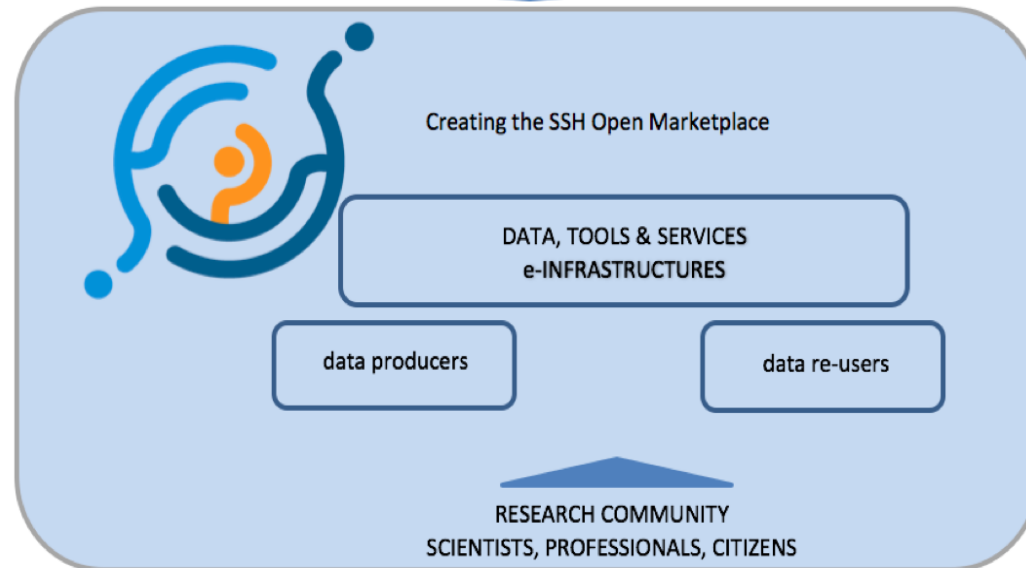 Creating the SSH Open Marketplace
DATA, TOOLS & SERVICES
e-INFRASTRUCTURES
data producers
data re-users
RESEARCH COMMUNITY
SCIENTISTS, PROFESSIONALS, CITIZENS